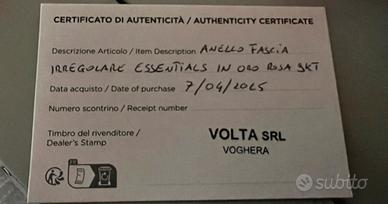 CERTIFICATO DI AUTENTICITÀ / AUTHENTICITY CERTIFICATE
Descrizione Articolo / Item Description ANELLO FASCIA
IRREGOLARE ESSENTIALS IN ORO ROSA 9KT
Data acquisto / Date of purchase 7/04/2025
Numero scontrino / Receipt number
Timbro del rivenditore /
Dealer's Stamp
VOLTA SRL
VOGHERA
subito